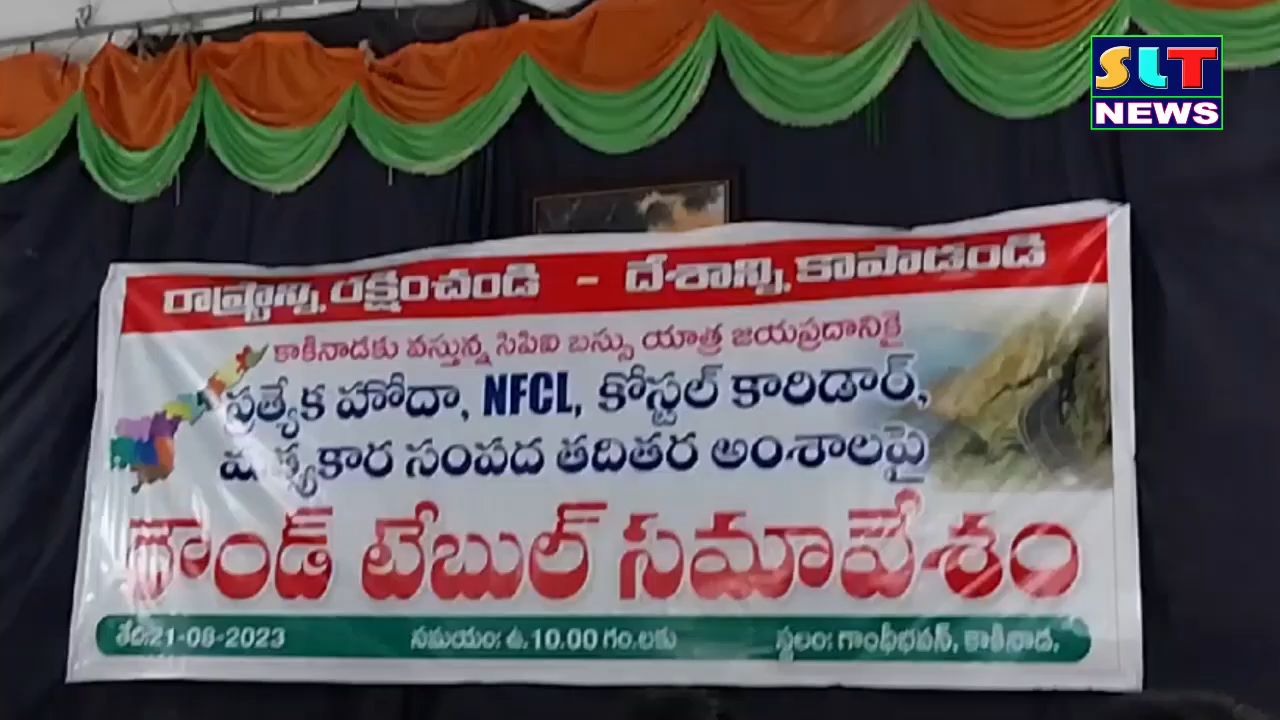 SLT
NEWS
రాష్ట్రాన్ని రక్షించండి - దేశాన్ని కాపాడండి
కాకినాడకు వస్తున్న సిపిఐ బస్సు యాత్ర జయప్రదానికై
ప్రత్యేక హోదా, NFCL, కోస్టల్ కారిడార్,
మత్స్యకార సంపద తదితర అంశాలపై
రౌండ్ టేబుల్ సమావేశం
తేది:21-08-2023 సమయం: ఉ.10.00 గం.లకు స్థలం: గాంధీభవన్, కాకినాడ.